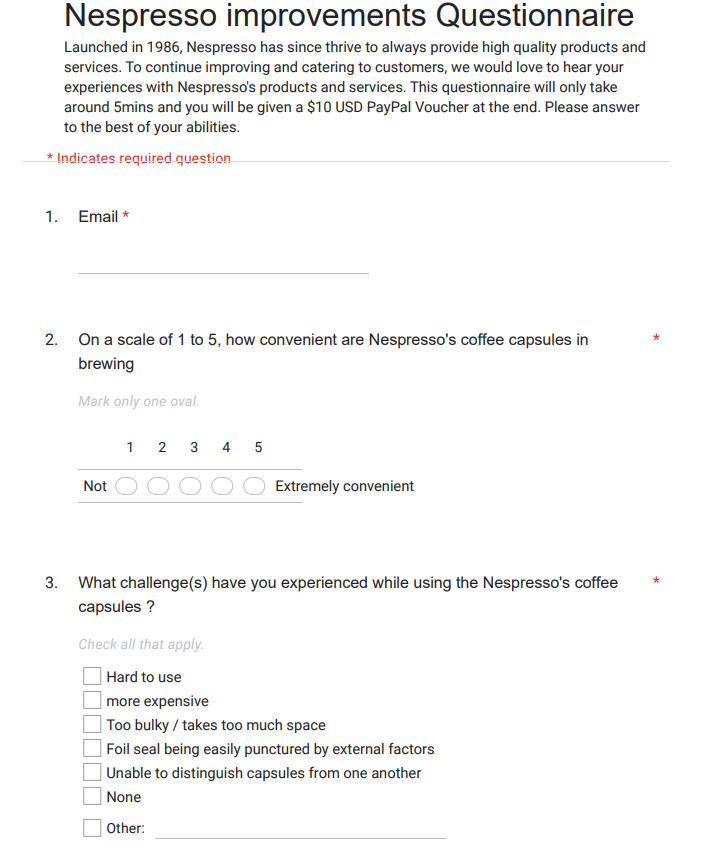 Nespresso improvements Questionnaire
Launched in 1986, Nespresso has since thrive to always provide high quality products and
services. To continue improving and catering to customers, we would love to hear your
experiences with Nespresso's products and services. This questionnaire will only take
around 5mins and you will be given a $10 USD PayPal Voucher at the end. Please answer
to the best of your abilities.
* Indicates required question
1. Email *
2. On a scale of 1 to 5, how convenient are Nespresso's coffee capsules in *
brewing
Mark only one oval.
1 2 3 4 5
Not Extremely convenient
3. What challenge(s) have you experienced while using the Nespresso's coffee *
capsules ?
Check all that apply.
Hard to use
more expensive
Too bulky / takes too much space
Foil seal being easily punctured by external factors
Unable to distinguish capsules from one another
None
Other: